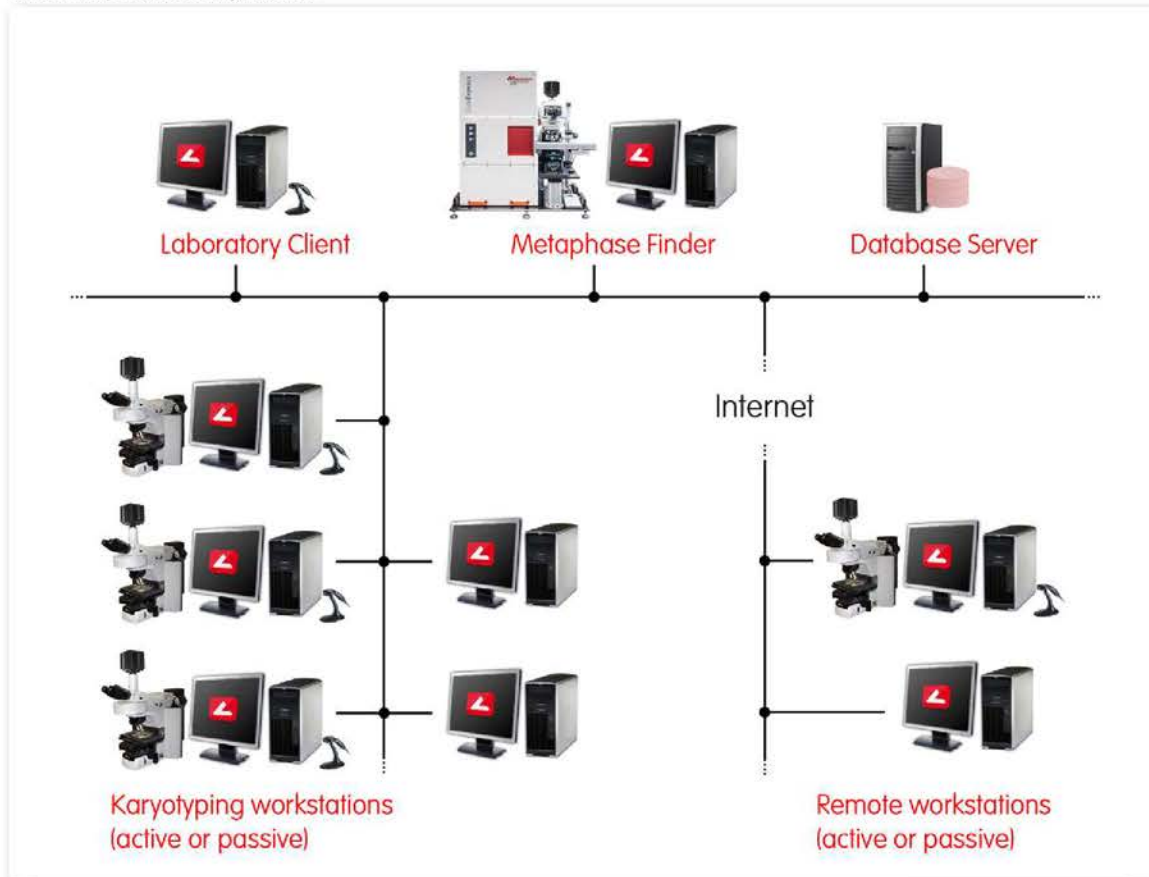 Laboratory Client
Metaphase Finder
Database Server
Internet
Karyotyping workstations
(active or passive)
Remote workstations
(active or passive)